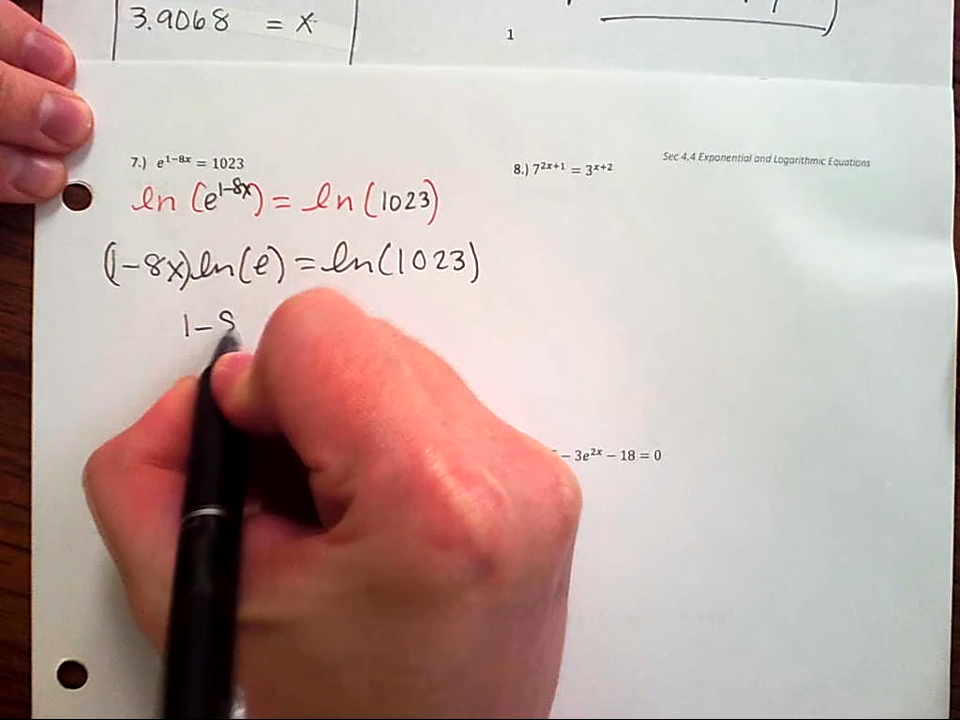 3.9068 = x
1
Sec 4.4 Exponential and Logarithmic Equations
7.) e^{1−8x} = 1023
8.) 7^{2x+1} = 3^{x+2}
ln (e^{1-8x}) = ln (1023)
(1-8x) ln(e) = ln(1023)
1-8
− 3e^{2x} − 18 = 0